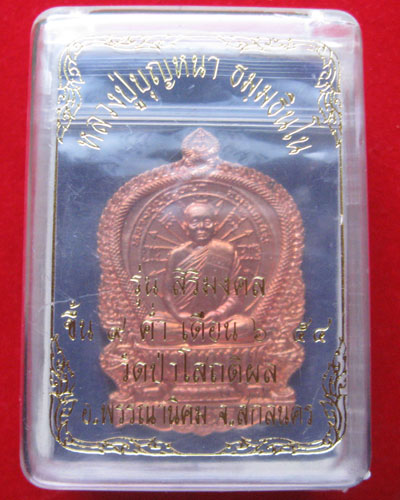 หลวงปู่บุญหนา ธมฺมทินโน
รุ่น สิริมงคล
ขึ้น ๙ ค่ำ เดือน ๖ ๕๔
วัดป่าโสถติผล
อ.พรรณานิคม จ.สกลนคร